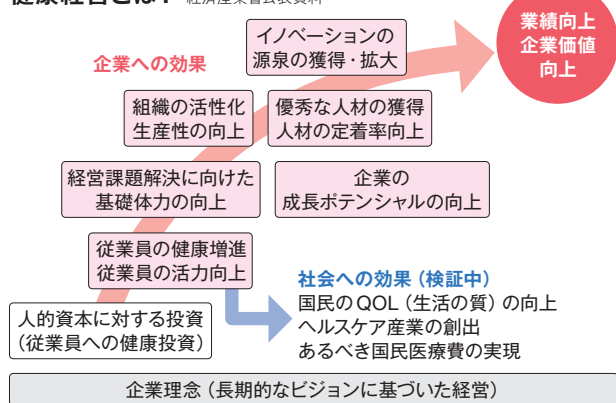 健康経営とは？ 経済産業省公表資料
業績向上
企業価値
向上
イノベーションの
源泉の獲得・拡大
企業への効果
組織の活性化
生産性の向上
優秀な人材の獲得
人材の定着率向上
経営課題解決に向けた
基礎体力の向上
企業の
成長ポテンシャルの向上
従業員の健康増進
従業員の活力向上
社会への効果（検証中）
国民のQOL（生活の質）の向上
ヘルスケア産業の創出
あるべき国民医療費の実現
人的資本に対する投資
（従業員への健康投資）
企業理念（長期的なビジョンに基づいた経営）